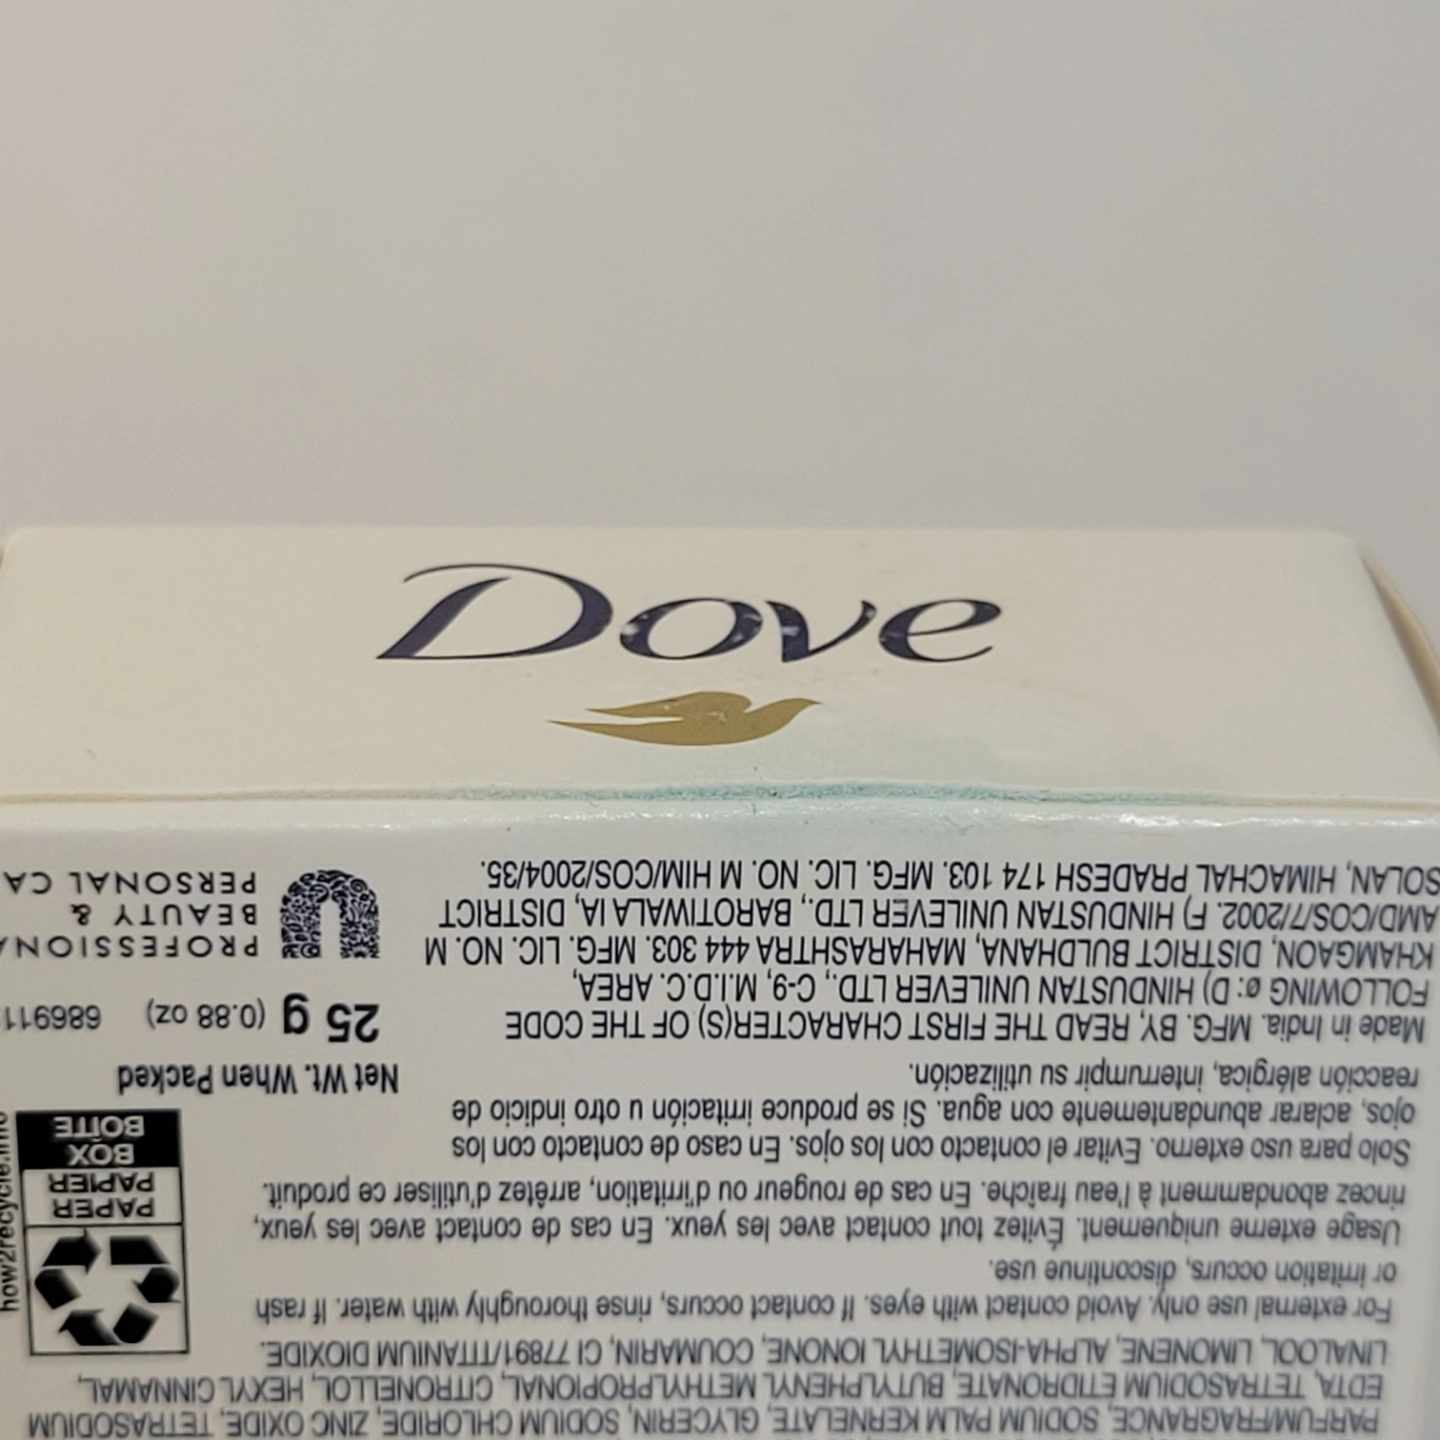 Dove
PARFUM/FRAGRANCE, SODIUM PALM KERNELATE, GLYCERIN, SODIUM CHLORIDE, ZINC OXIDE, TETRASODIUM
EDTA, TETRASODIUM ETIDRONATE, BUTYLPHENYL METHYLPROPIONAL, CITRONELLOL, HEXYL CINNAMAL,
LINALOOL, LIMONENE, ALPHA-ISOMETHYL IONONE, COUMARIN, CI 77891/TITANIUM DIOXIDE.
For external use only. Avoid contact with eyes. If contact occurs, rinse thoroughly with water. If rash
or irritation occurs, discontinue use.
Usage externe uniquement. Évitez tout contact avec les yeux. En cas de contact avec les yeux,
rincez abondamment à l'eau fraîche. En cas de rougeur ou d'irritation, arrêtez d'utiliser ce produit.
Solo para uso externo. Evitar el contacto con los ojos. En caso de contacto con los
ojos, aclarar abundantemente con agua. Si se produce irritación u otro indicio de
reacción alérgica, interrumpir su utilización.
Made in India. MFG. BY, READ THE FIRST CHARACTER(S) OF THE CODE
FOLLOWING ø: D) HINDUSTAN UNILEVER LTD., C-9, M.I.D.C. AREA,
KHAMGAON, DISTRICT BULDHANA, MAHARASHTRA 444 303. MFG. LIC. NO. M
AMD/COS/7/2002. F) HINDUSTAN UNILEVER LTD., BAROTIWALA IA, DISTRICT
SOLAN, HIMACHAL PRADESH 174 103. MFG. LIC. NO. M HIM/COS/2004/35.
how2recycle.info
PAPER
PAPIER
BOX
BOÎTE
Net Wt. When Packed
25 g (0.88 oz) 686911
PROFESSIONA
BEAUTY &
PERSONAL CA